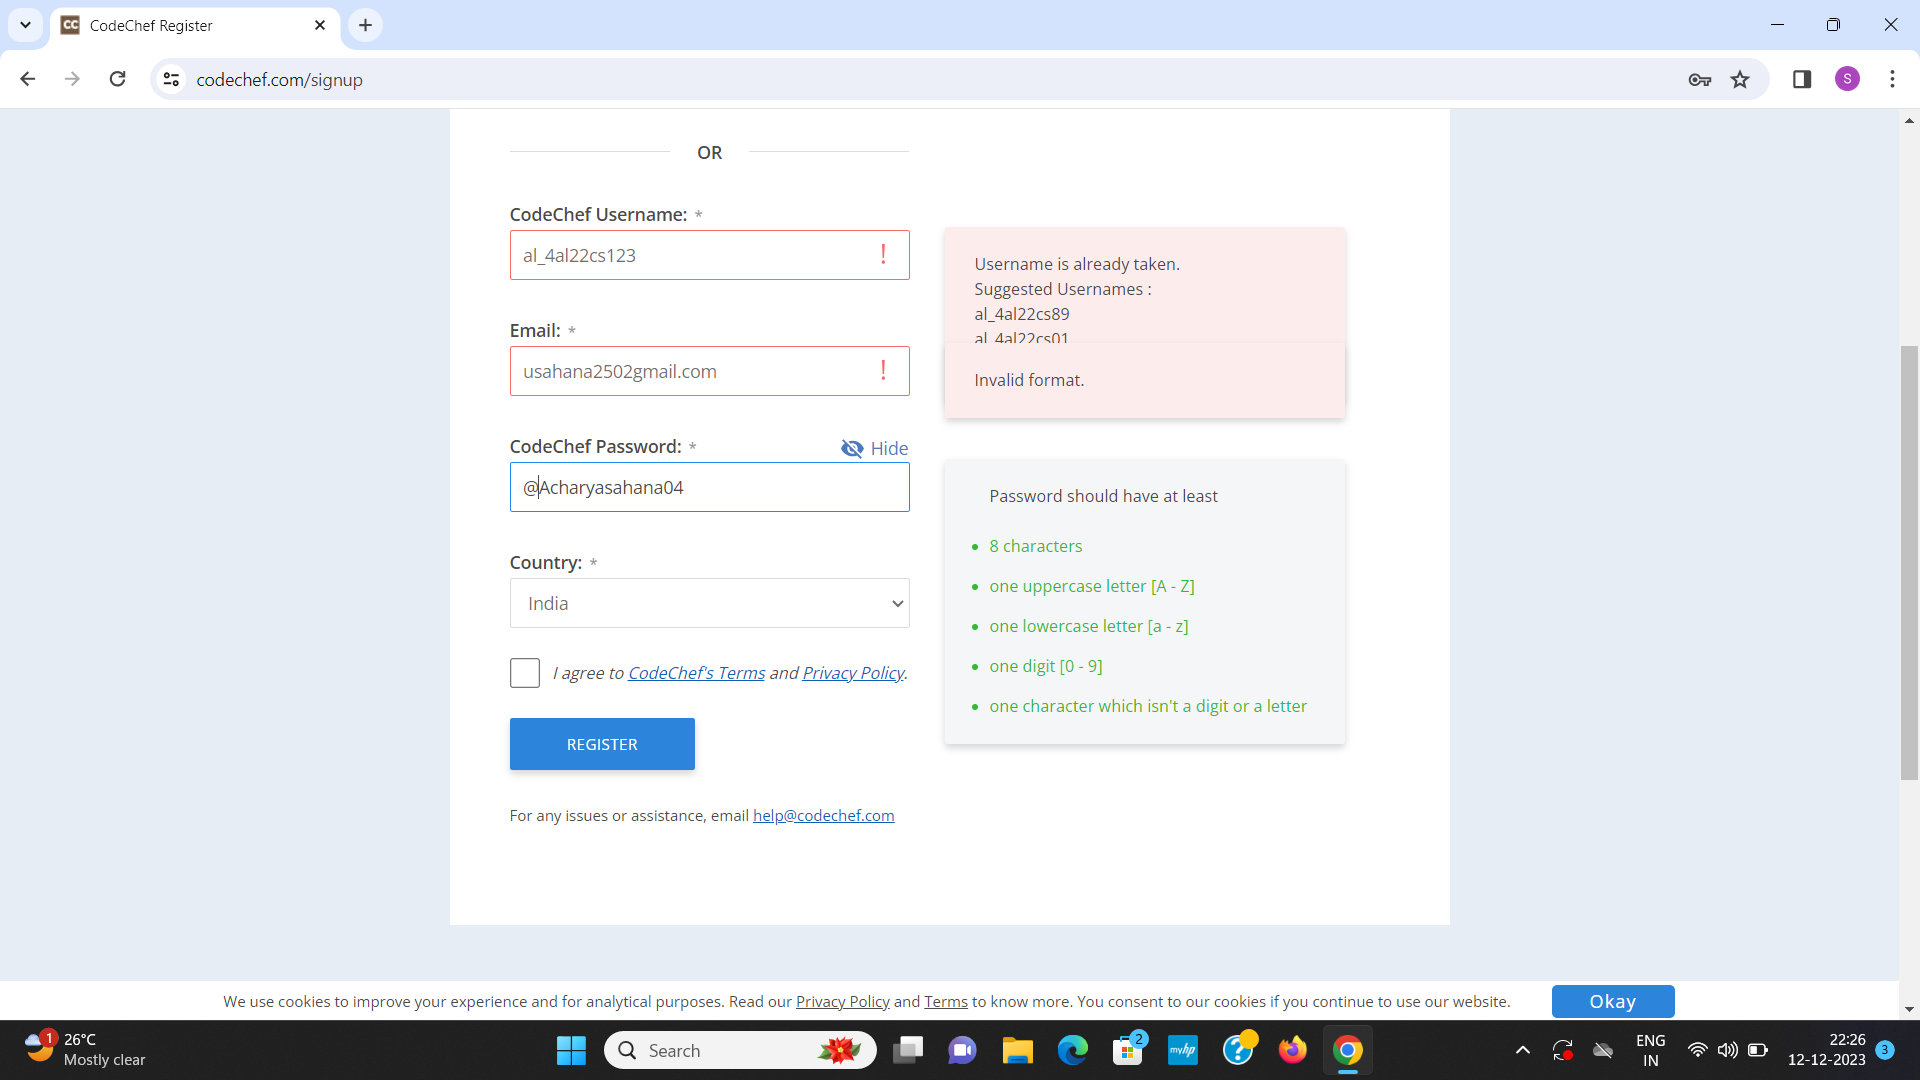 CodeChef Register
codechef.com/signup
S
OR
CodeChef Username: *
al_4al22cs123
!
Username is already taken.
Suggested Usernames :
al_4al22cs89
al_4al22cs01
Email: *
usahana2502gmail.com
!
Invalid format.
CodeChef Password: *
Hide
@Acharyasahana04
Password should have at least
8 characters
one uppercase letter [A - Z]
one lowercase letter [a - z]
one digit [0 - 9]
one character which isn't a digit or a letter
Country: *
India
I agree to CodeChef's Terms and Privacy Policy.
REGISTER
For any issues or assistance, email help@codechef.com
We use cookies to improve your experience and for analytical purposes. Read our Privacy Policy and Terms to know more. You consent to our cookies if you continue to use our website.
Okay
1
26°C
Mostly clear
Search
2
myhp
?
ENG
IN
22:26
12-12-2023
3